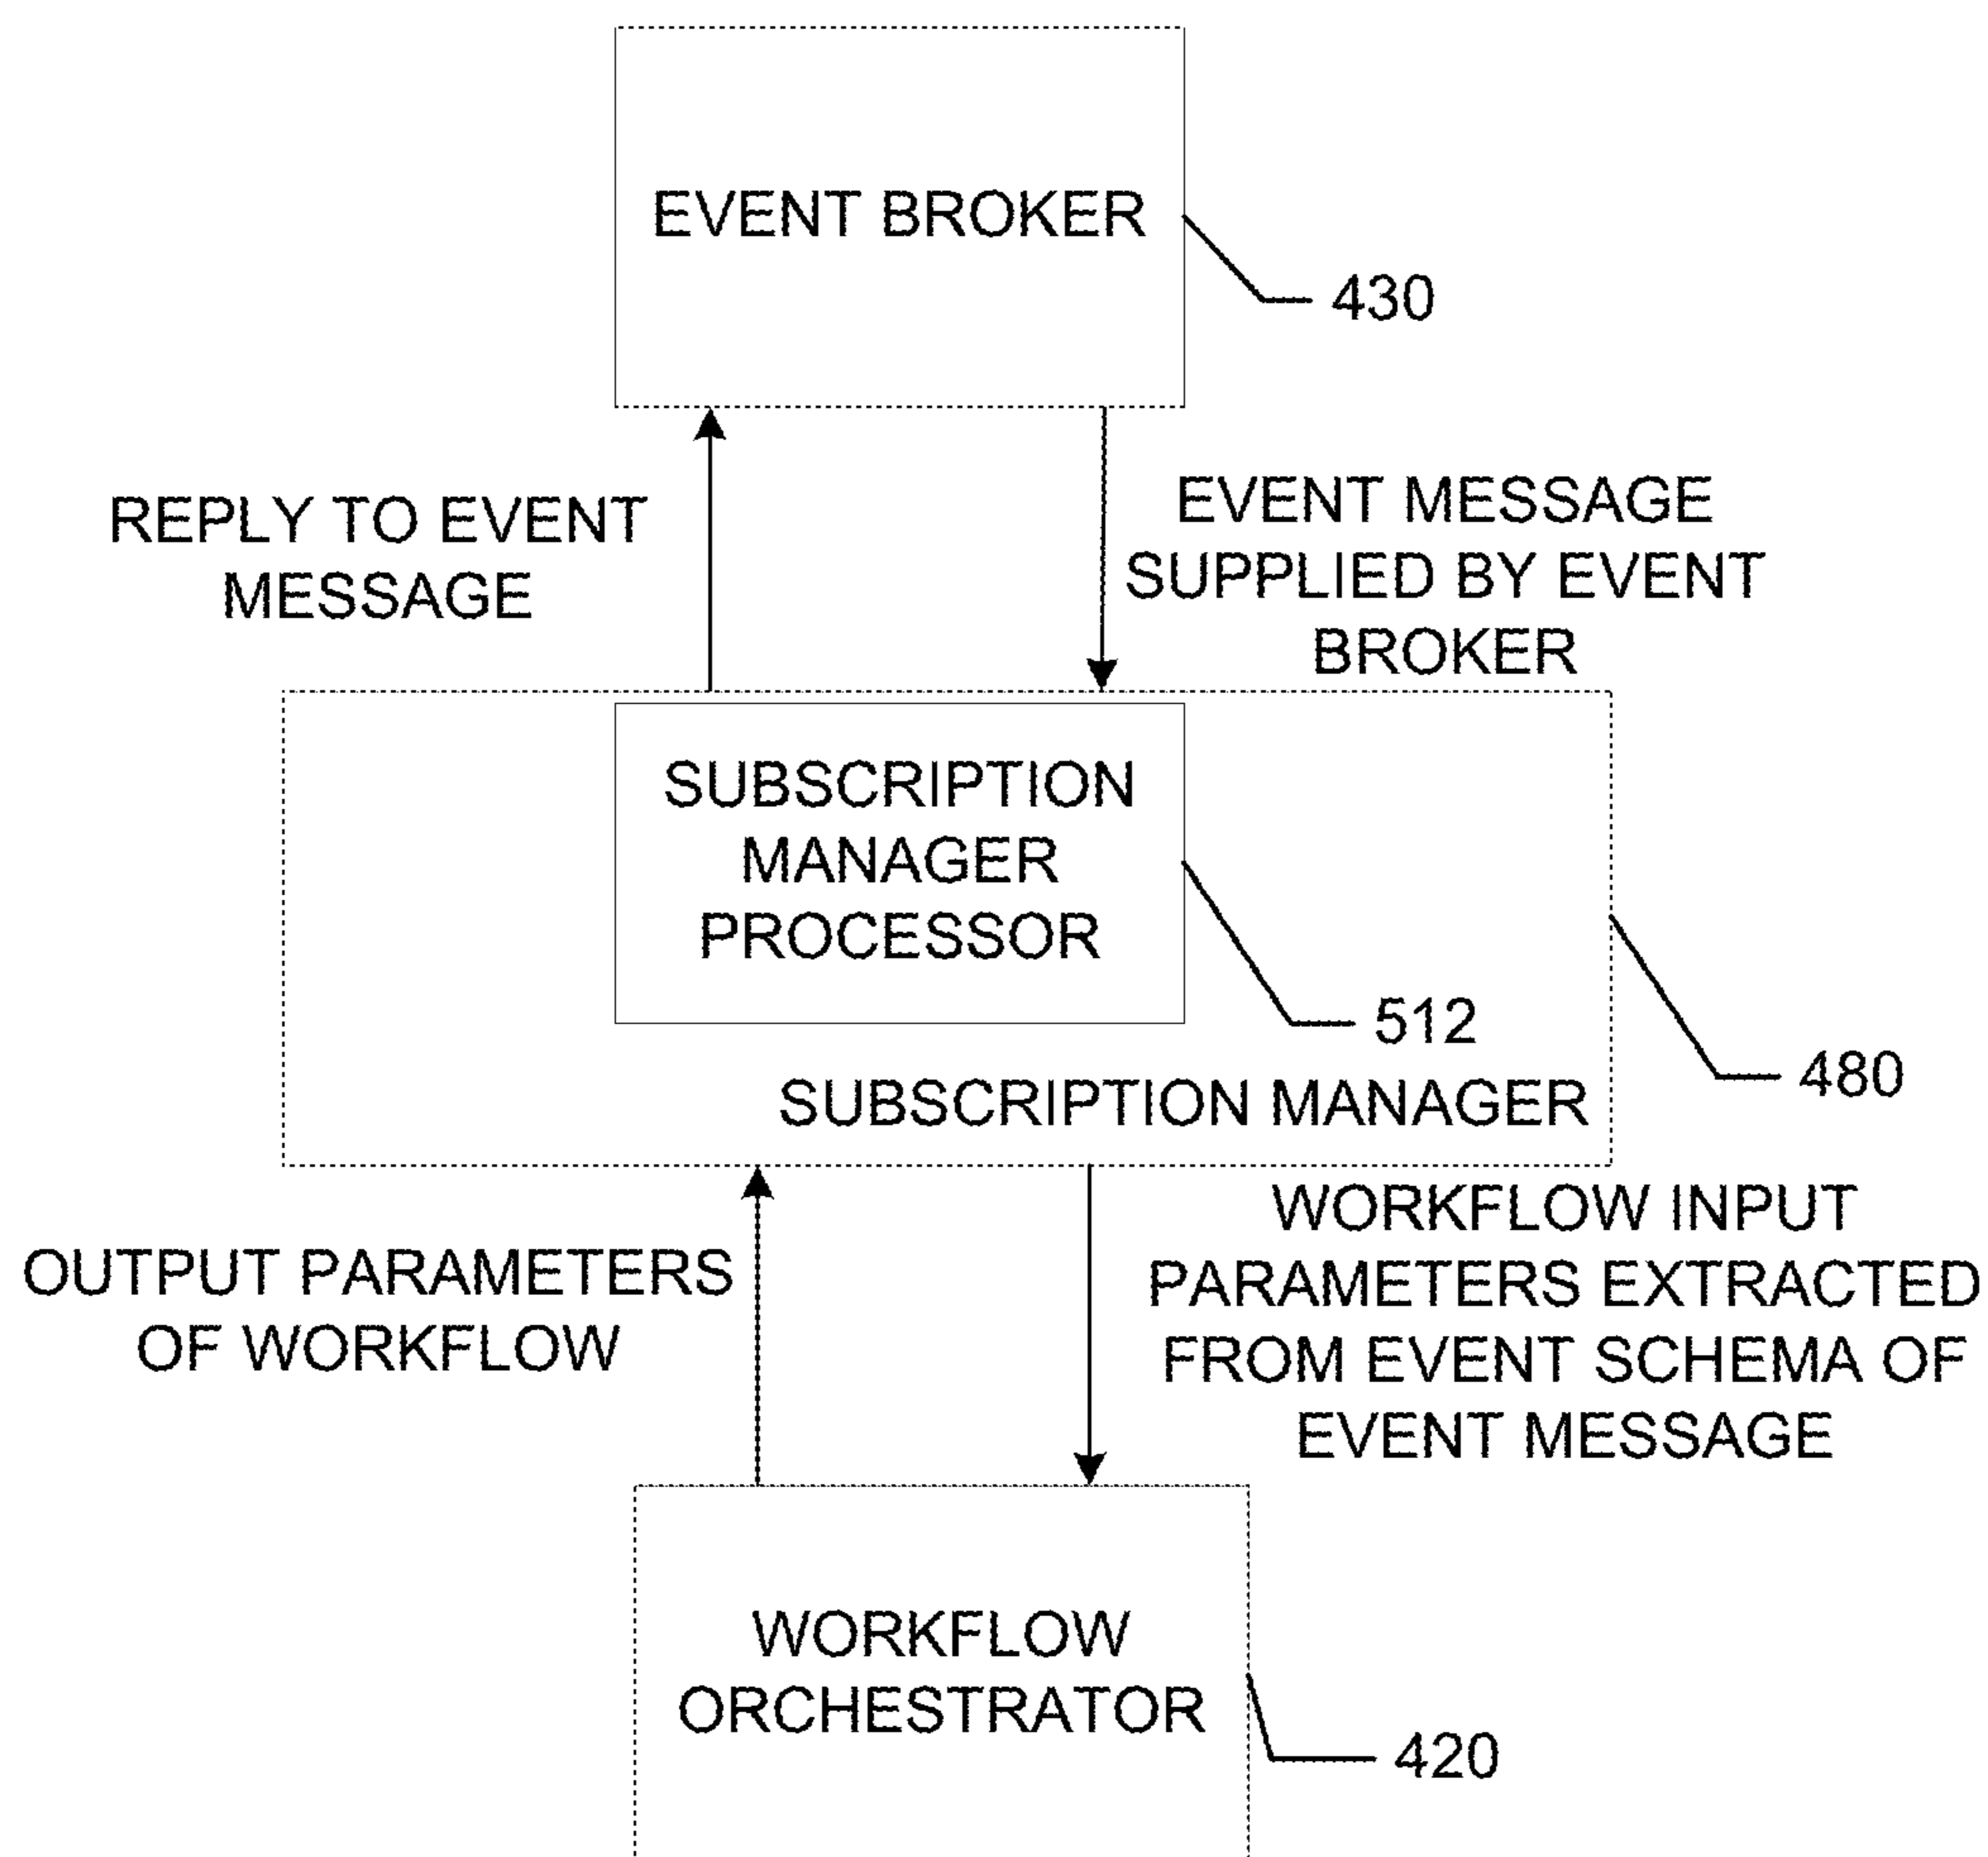 EVENT BROKER
430
REPLY TO EVENT
MESSAGE
EVENT MESSAGE
SUPPLIED BY EVENT
BROKER
SUBSCRIPTION
MANAGER
PROCESSOR
512
480
SUBSCRIPTION MANAGER
OUTPUT PARAMETERS
OF WORKFLOW
WORKFLOW INPUT
PARAMETERS EXTRACTED
FROM EVENT SCHEMA OF
EVENT MESSAGE
WORKFLOW
ORCHESTRATOR
420